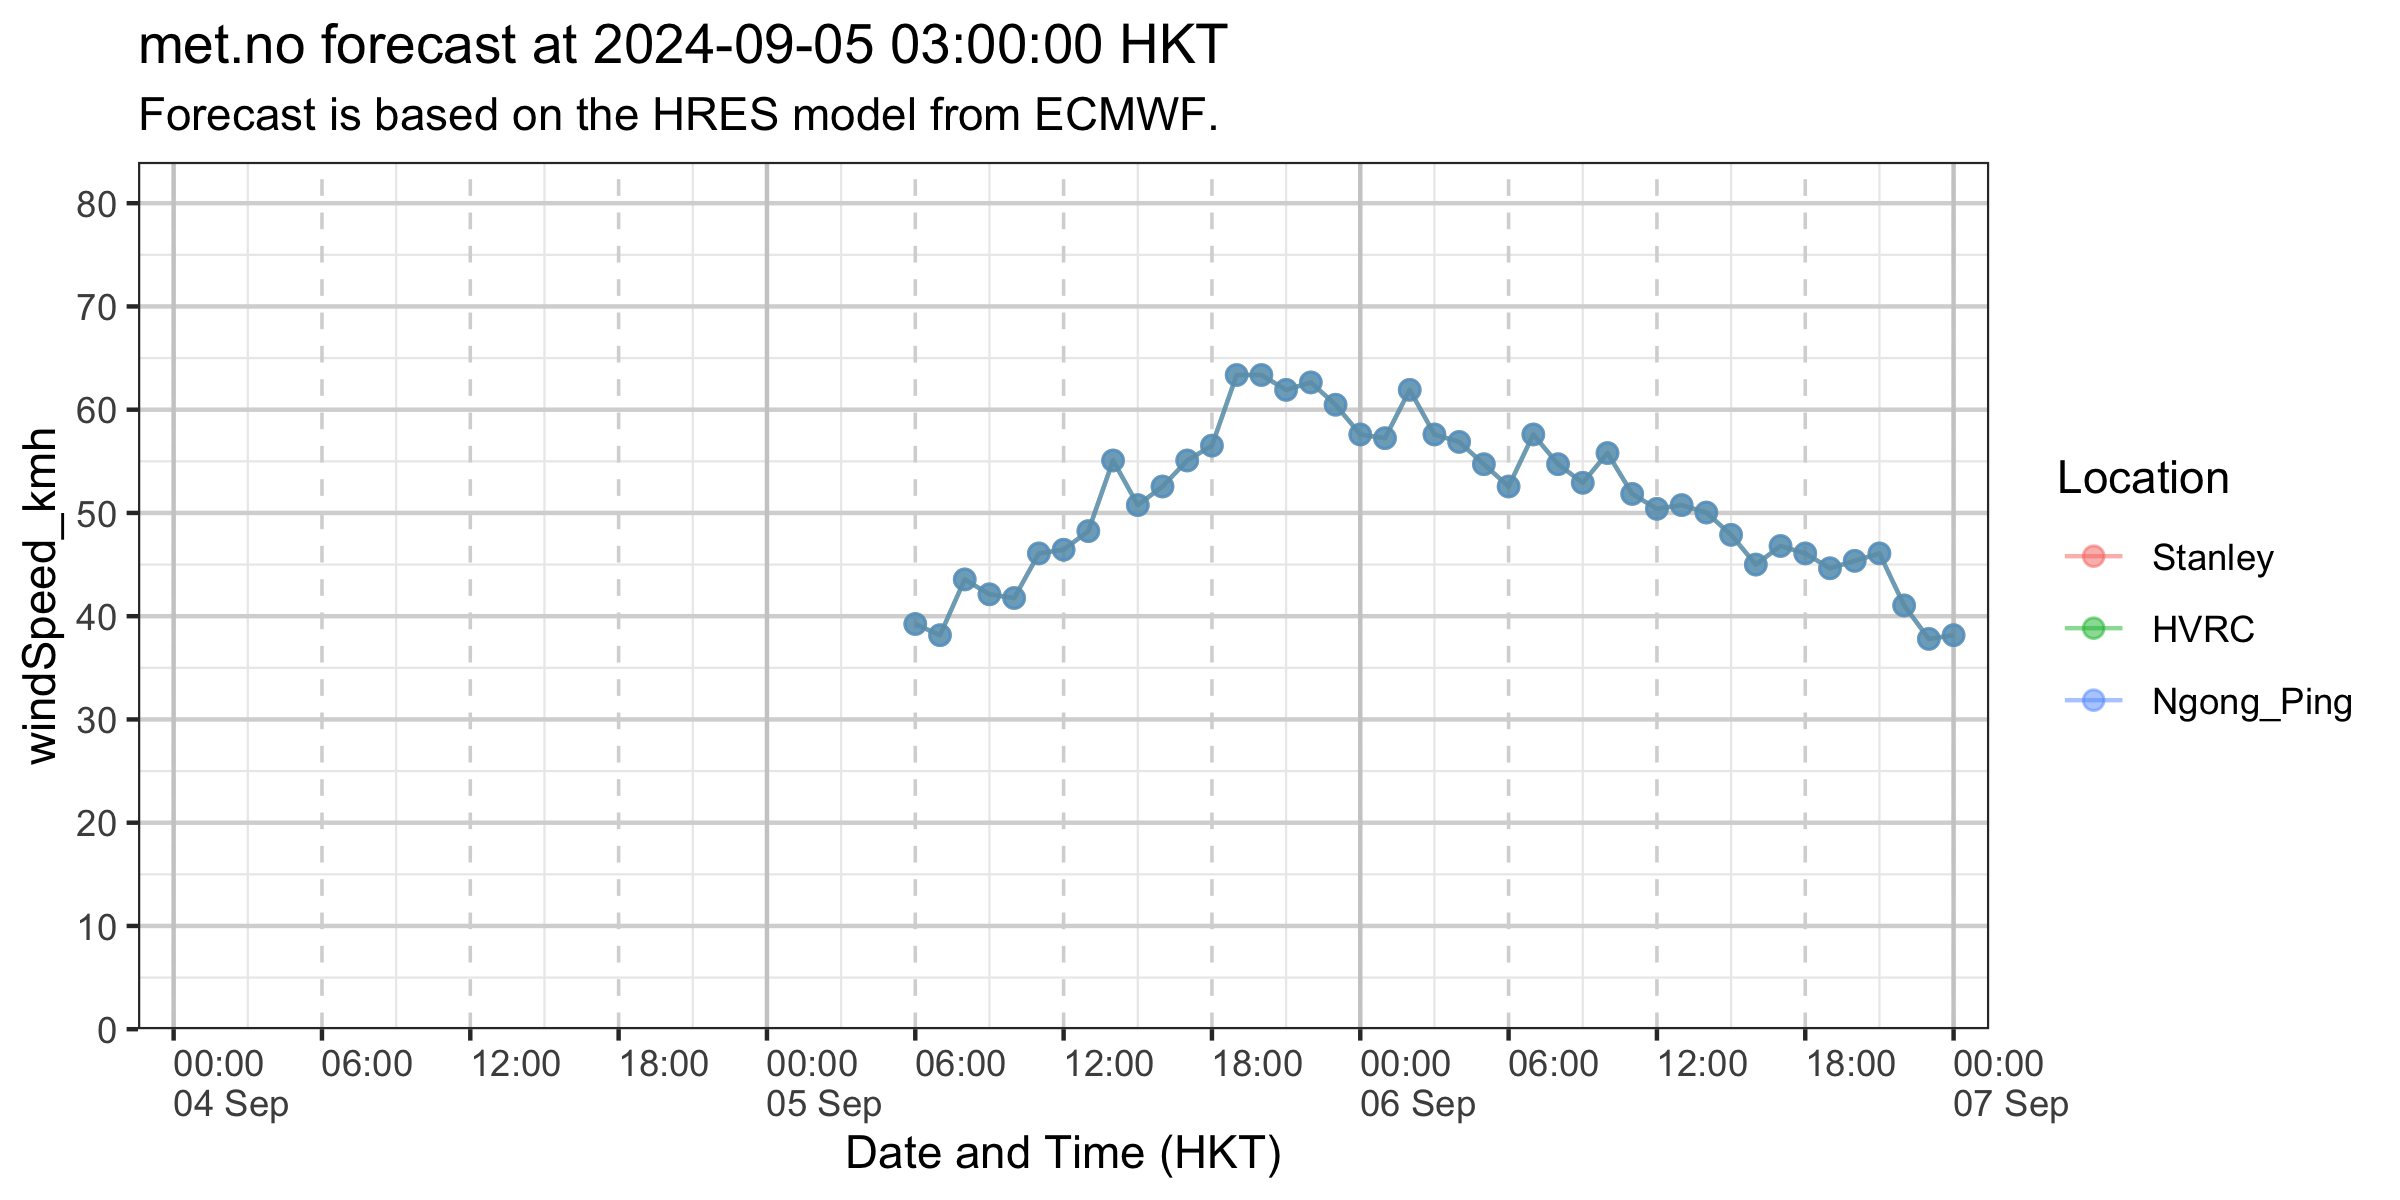 met.no forecast at 2024-09-05 03:00:00 HKT
Forecast is based on the HRES model from ECMWF.
windSpeed_kmh
80
70
60
50
40
30
20
10
0
00:00 06:00 12:00 18:00 00:00 06:00 12:00 18:00 00:00 06:00 12:00 18:00 00:00
04 Sep 05 Sep 06 Sep 07 Sep
Date and Time (HKT)
Location
Stanley
HVRC
Ngong_Ping